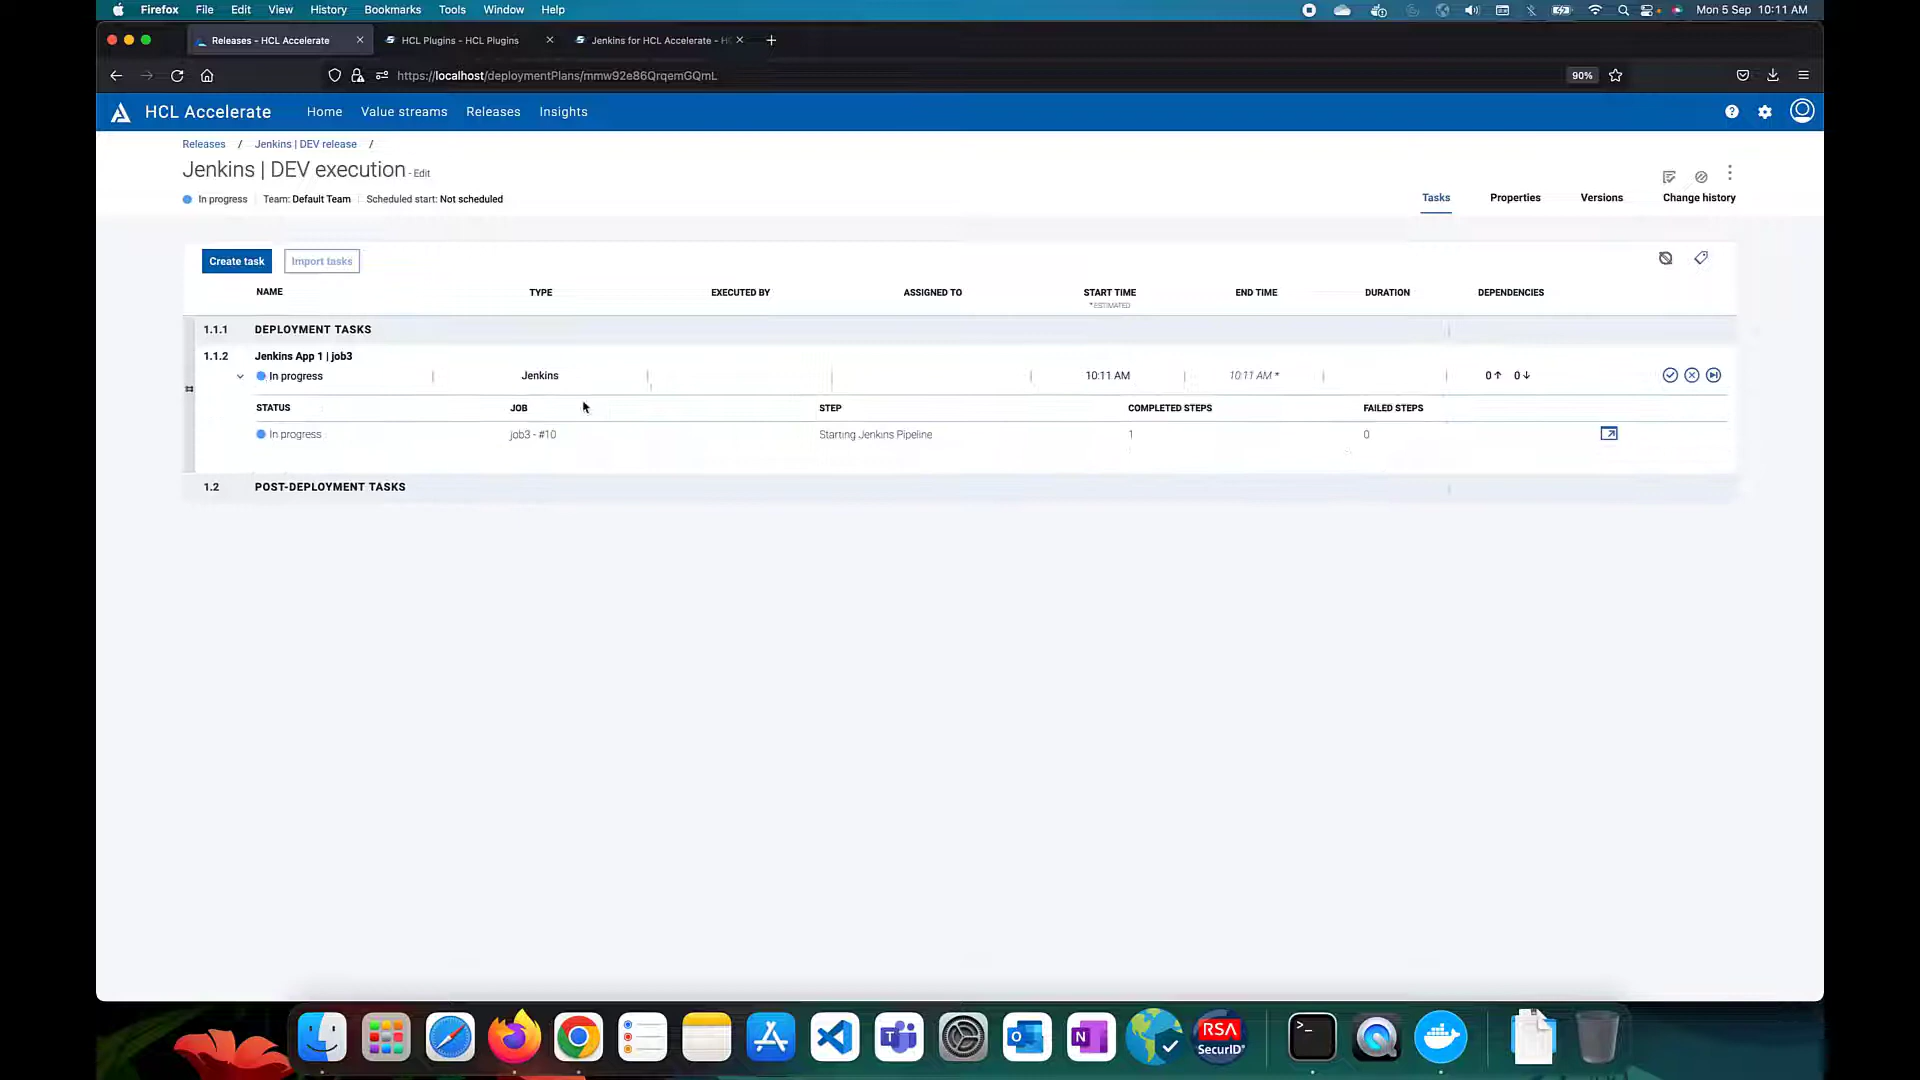 Firefox File Edit View History Bookmarks Tools Window Help Mon 5 Sep 10:11 AM
Releases - HCL Accelerate HCL Plugins - HCL Plugins Jenkins for HCL Accelerate - HC
https://localhost/deploymentPlans/mmw92e86QrqemGQmL 90%
HCL Accelerate Home Value streams Releases Insights
Releases / Jenkins | DEV release /
Jenkins | DEV execution - Edit
In progress Team: Default Team Scheduled start: Not scheduled
Tasks Properties Versions Change history
Create task Import tasks
NAME TYPE EXECUTED BY ASSIGNED TO START TIME END TIME DURATION DEPENDENCIES
* ESTIMATED
1.1.1 DEPLOYMENT TASKS
1.1.2 Jenkins App 1 | job3
In progress Jenkins 10:11 AM 10:11 AM * 0↑ 0↓
STATUS JOB STEP COMPLETED STEPS FAILED STEPS
In progress job3 - #10 Starting Jenkins Pipeline 1 0
1.2 POST-DEPLOYMENT TASKS
RSA
SecurID®